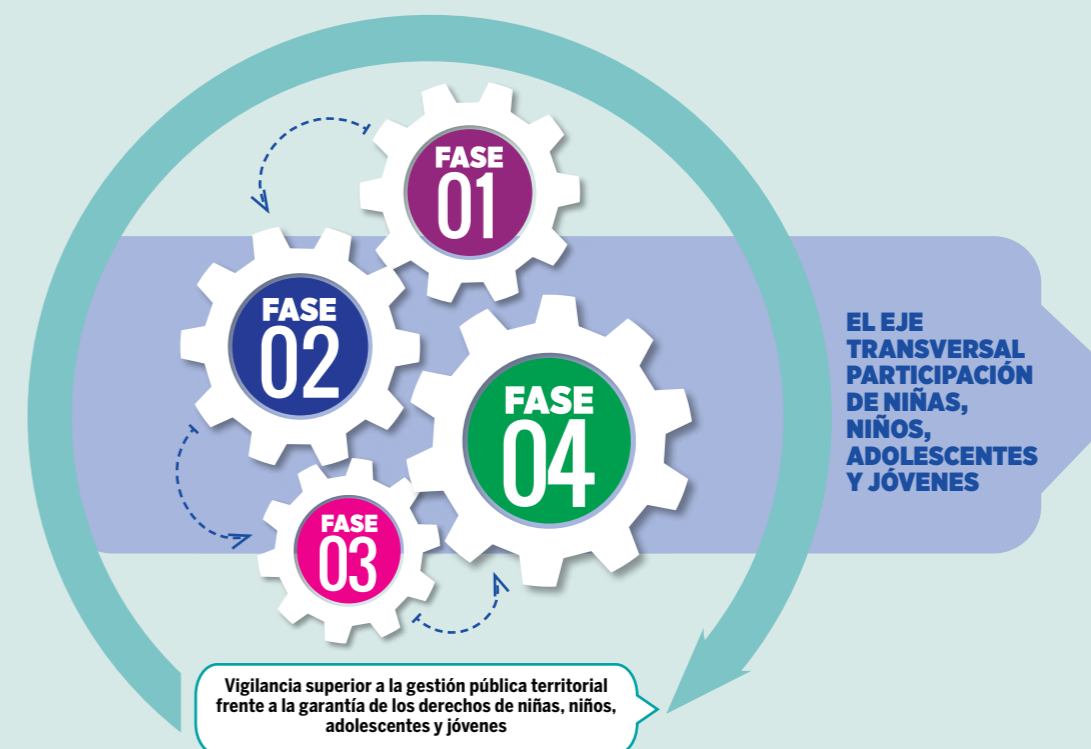 FASE
01
FASE
02
FASE
03
FASE
04
EL EJE
TRANSVERSAL
PARTICIPACIÓN
DE NIÑAS,
NIÑOS,
ADOLESCENTES
Y JÓVENES
Vigilancia superior a la gestión pública territorial
frente a la garantía de los derechos de niñas, niños,
adolescentes y jóvenes